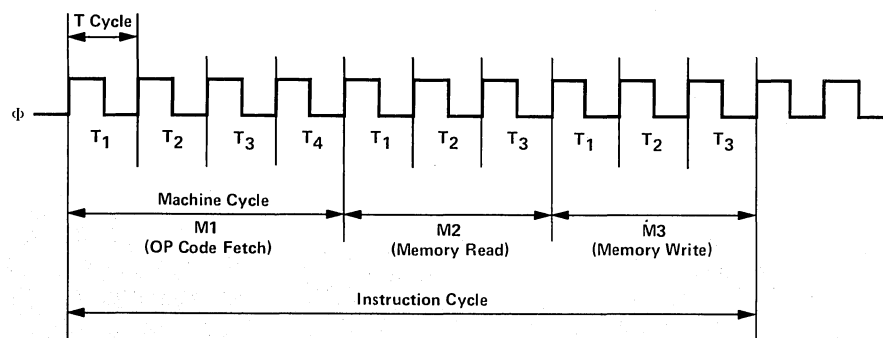 T Cycle
Φ
T1 T2 T3 T4 T1 T2 T3 T1 T2 T3
Machine Cycle
M1 M2 M3
(OP Code Fetch) (Memory Read) (Memory Write)
Instruction Cycle